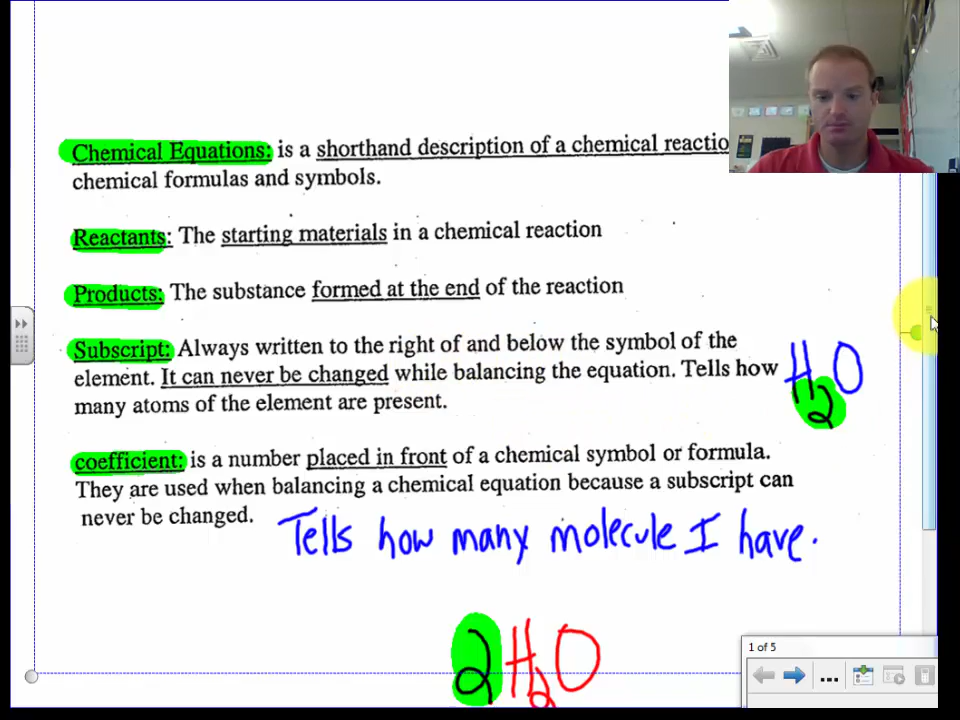 Chemical Equations: is a shorthand description of a chemical reactio
chemical formulas and symbols.
Reactants: The starting materials in a chemical reaction
Products: The substance formed at the end of the reaction
Subscript: Always written to the right of and below the symbol of the
element. It can never be changed while balancing the equation. Tells how
many atoms of the element are present.
H2O
coefficient: is a number placed in front of a chemical symbol or formula.
They are used when balancing a chemical equation because a subscript can
never be changed.
Tells how many molecule I have.
2H2O
1 of 5
...